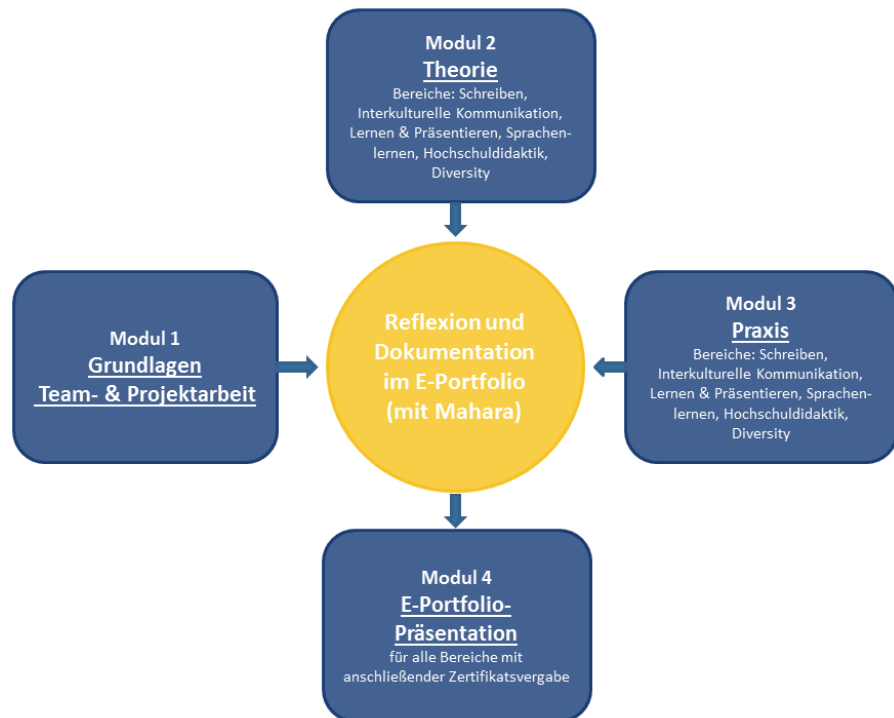 Modul 2
Theorie
Bereiche: Schreiben,
Interkulturelle Kommunikation,
Lernen & Präsentieren, Sprachen-
lernen, Hochschuldidaktik,
Diversity
Modul 1
Grundlagen
Team- & Projektarbeit
Reflexion und
Dokumentation
im E-Portfolio
(mit Mahara)
Modul 3
Praxis
Bereiche: Schreiben,
Interkulturelle Kommunikation,
Lernen & Präsentieren, Sprachen-
lernen, Hochschuldidaktik,
Diversity
Modul 4
E-Portfolio-
Präsentation
für alle Bereiche mit
anschließender Zertifikatsvergabe